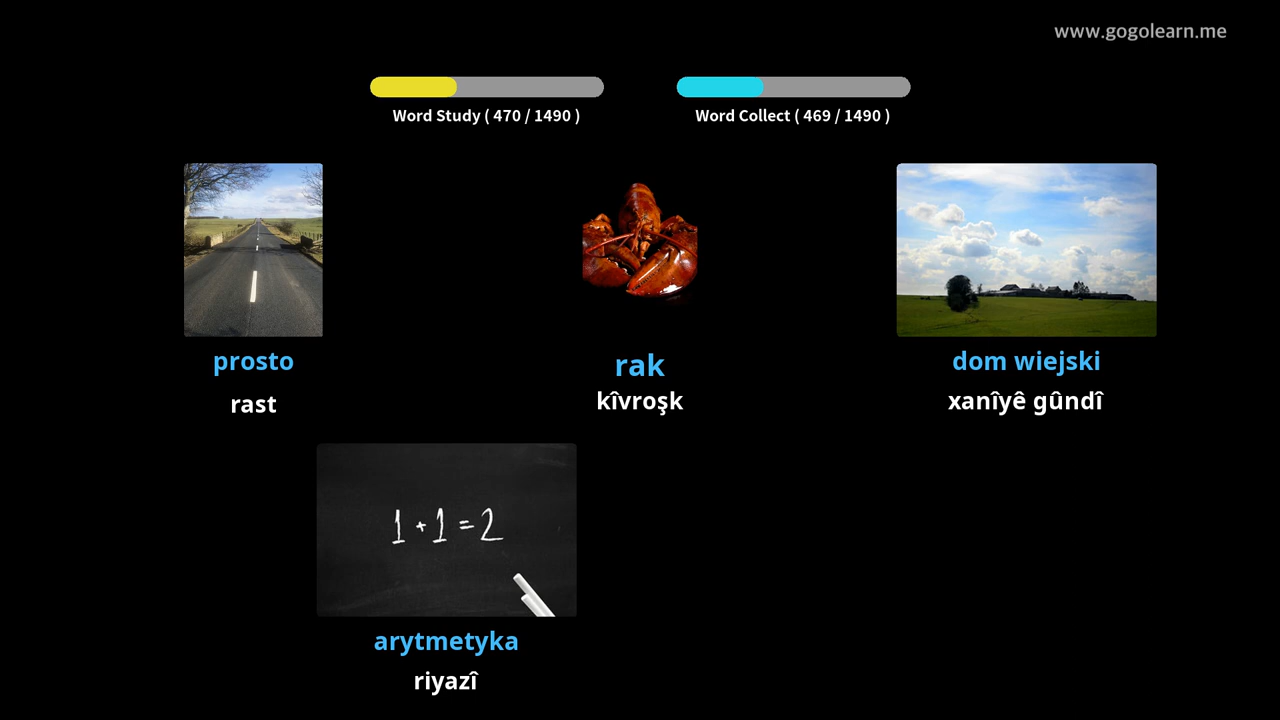 www.gogolearn.me
Word Study ( 470 / 1490 )
Word Collect ( 469 / 1490 )
prosto
rast
rak
kîvroşk
dom wiejski
xanîyê gûndî
1 + 1 = 2
arytmetyka
riyazî